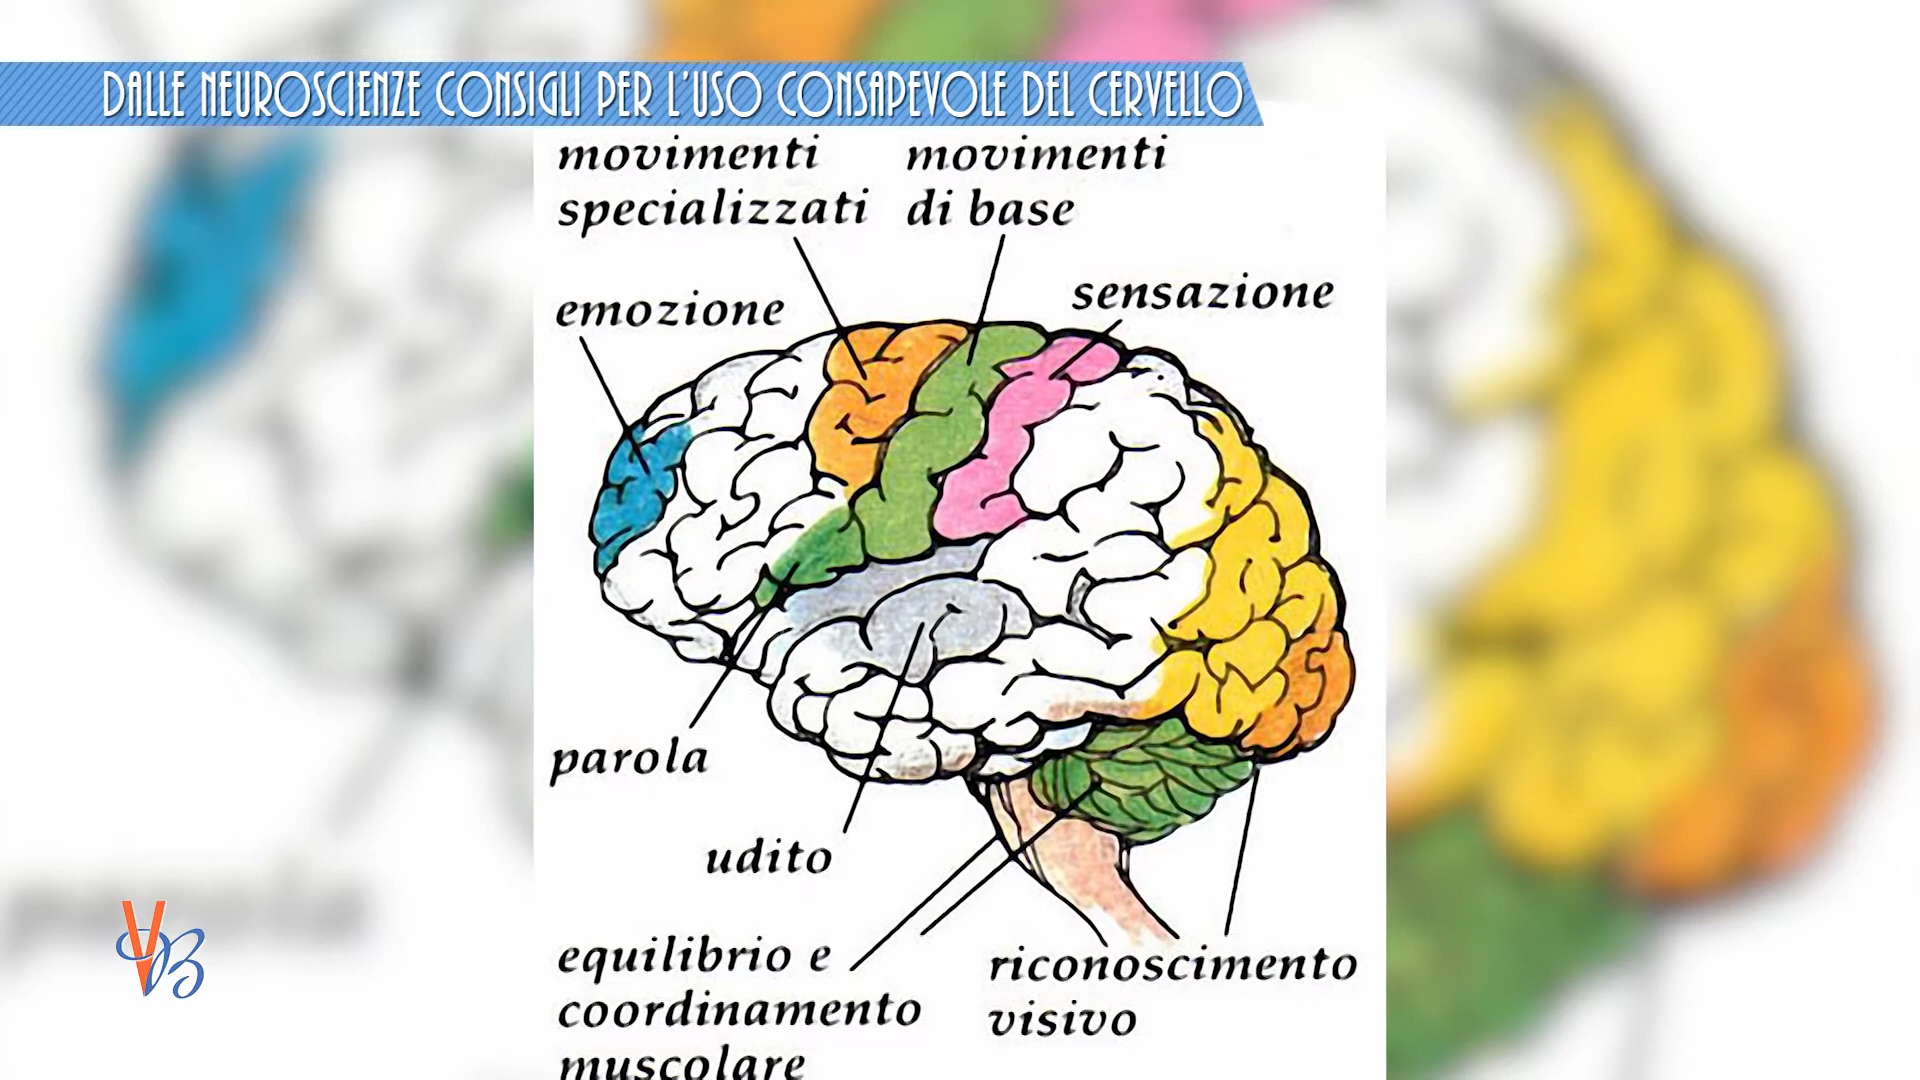 DALLE NEUROSCIENZE CONSIGLI PER L'USO CONSAPEVOLE DEL CERVELLO
movimenti specializzati
movimenti di base
emozione
sensazione
parola
udito
equilibrio e
coordinamento
muscolare
riconoscimento
visivo
VB